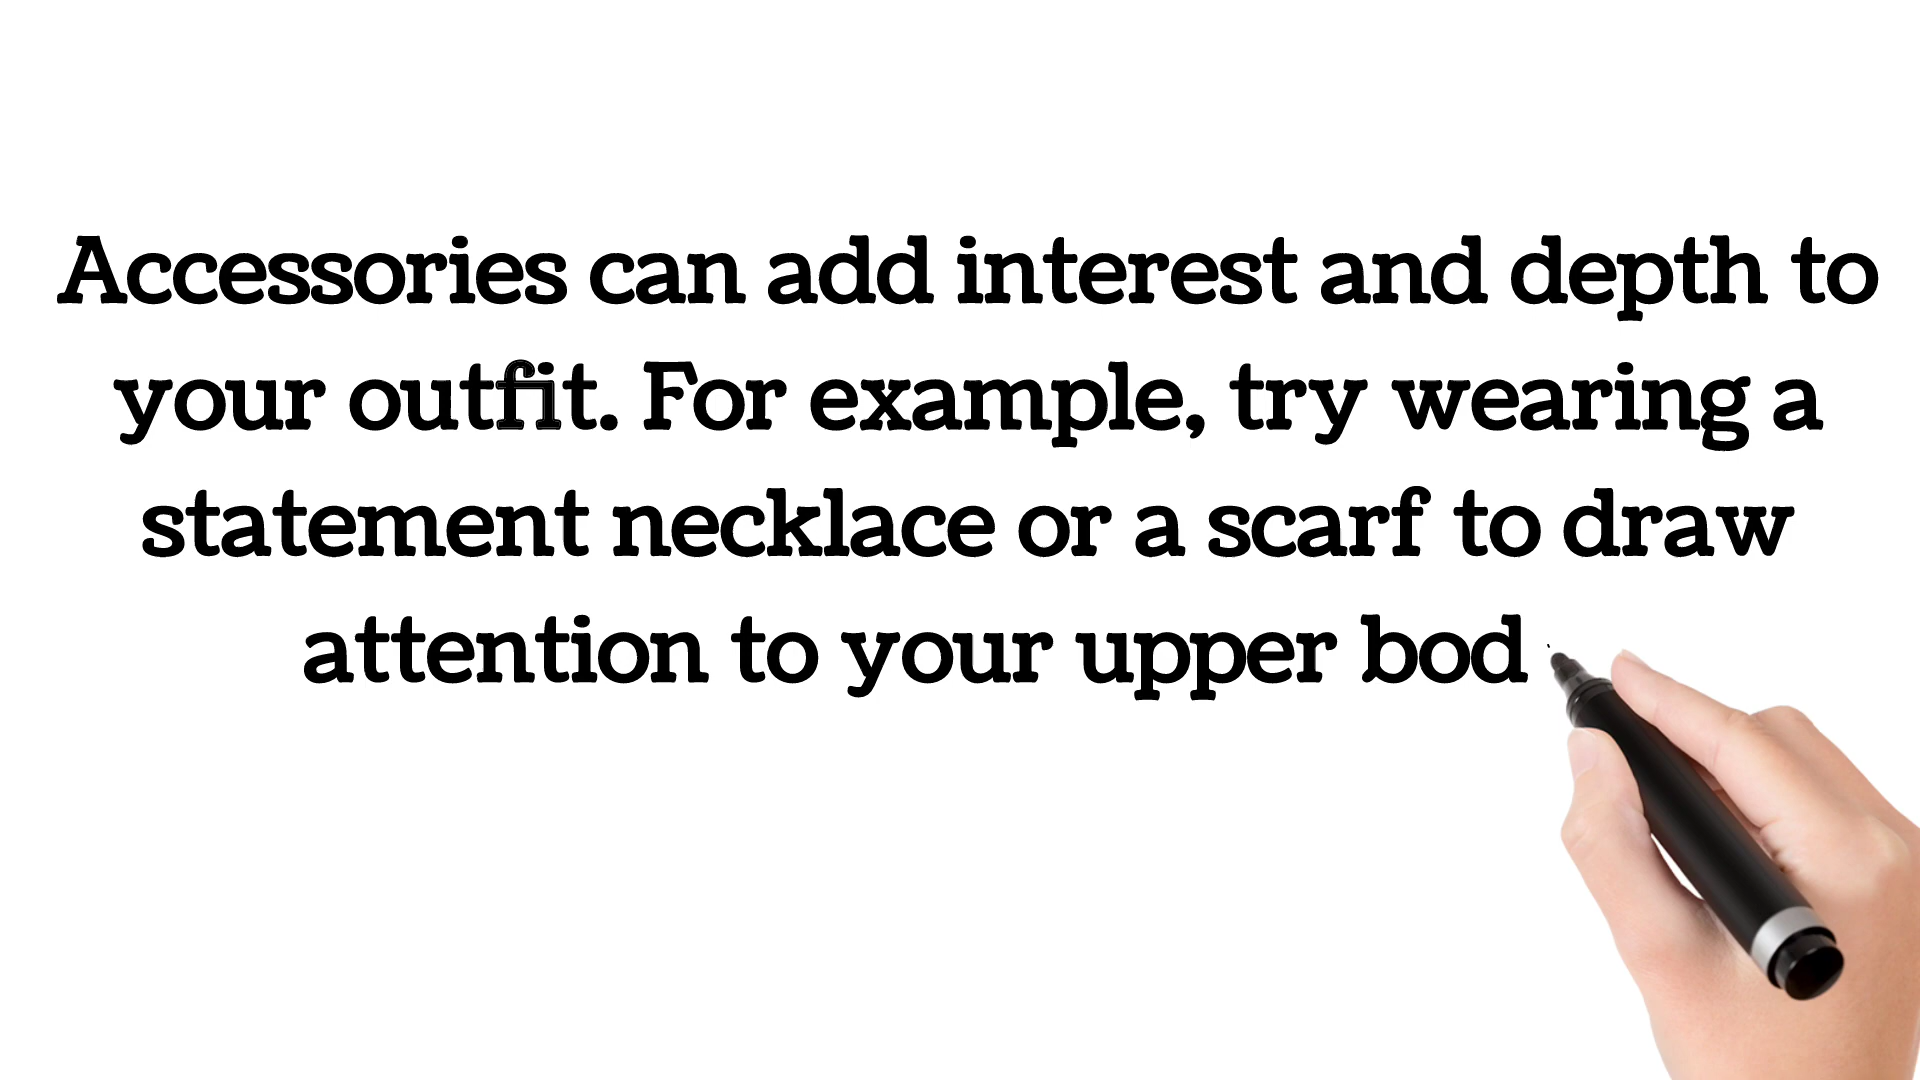 Accessories can add interest and depth to
your outfit. For example, try wearing a
statement necklace or a scarf to draw
attention to your upper bod